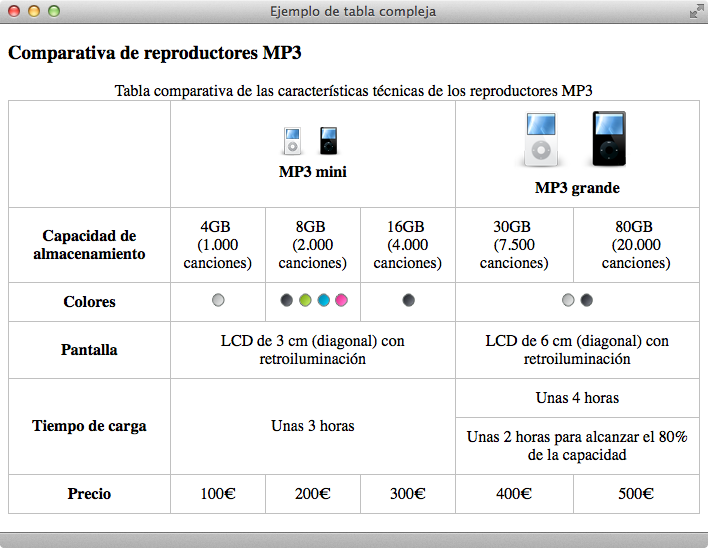 Ejemplo de tabla compleja
Comparativa de reproductores MP3
Tabla comparativa de las características técnicas de los reproductores MP3
MP3 mini
MP3 grande
Capacidad de
almacenamiento
4GB
(1.000
canciones)
8GB
(2.000
canciones)
16GB
(4.000
canciones)
30GB
(7.500
canciones)
80GB
(20.000
canciones)
Colores
Pantalla
LCD de 3 cm (diagonal) con
retroiluminación
LCD de 6 cm (diagonal) con
retroiluminación
Tiempo de carga
Unas 3 horas
Unas 4 horas
Unas 2 horas para alcanzar el 80%
de la capacidad
Precio
100€
200€
300€
400€
500€